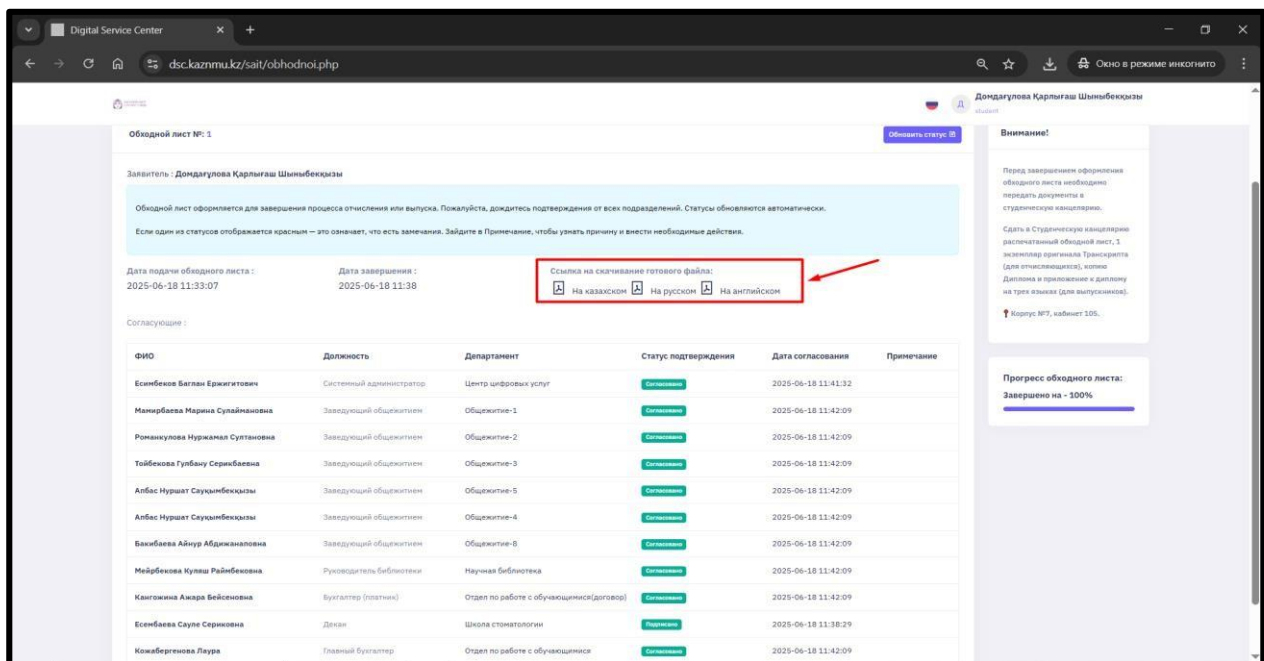 Digital Service Center
dsc.kaznmu.kz/sait/obhodnoi.php
Окно в режиме инкогнито
Д
Домдағұлова Қарлығаш Шыныбекқызы
student
Обходной лист №: 1
Обновить статус
Заявитель : Домдағұлова Қарлығаш Шыныбекқызы
Обходной лист оформляется для завершения процесса отчисления или выпуска. Пожалуйста, дождитесь подтверждения от всех подразделений. Статусы обновляются автоматически.
Если один из статусов отображается красным — это означает, что есть замечания. Зайдите в Примечание, чтобы узнать причину и внести необходимые действия.
Дата подачи обходного листа :
2025-06-18 11:33:07
Дата завершения :
2025-06-18 11:38
Ссылка на скачивание готового файла:
На казахском На русском На английском
Согласующие :
ФИО Должность Департамент Статус подтверждения Дата согласования Примечание
Есимбеков Баглан Ержигитович Системный администратор Центр цифровых услуг Согласовано 2025-06-18 11:41:32
Мамирбаева Марина Сулаймановна Заведующий общежитием Общежитие-1 Согласовано 2025-06-18 11:42:09
Романкулова Нуржамал Султановна Заведующий общежитием Общежитие-2 Согласовано 2025-06-18 11:42:09
Тойбекова Гулбану Серикбаевна Заведующий общежитием Общежитие-3 Согласовано 2025-06-18 11:42:09
Апбас Нуршат Сауқымбекқызы Заведующий общежитием Общежитие-5 Согласовано 2025-06-18 11:42:09
Апбас Нуршат Сауқымбекқызы Заведующий общежитием Общежитие-4 Согласовано 2025-06-18 11:42:09
Бакибаева Айнур Абдижанаповна Заведующий общежитием Общежитие-8 Согласовано 2025-06-18 11:42:09
Мейрбекова Куляш Раймбековна Руководитель библиотеки Научная библиотека Согласовано 2025-06-18 11:42:09
Кангожина Ажара Бейсеновна Бухгалтер (платник) Отдел по работе с обучающимися(договор) Согласовано 2025-06-18 11:42:09
Есембаева Сауле Сериковна Декан Школа стоматологии Подписано 2025-06-18 11:38:29
Кожабергенова Лаура Главный бухгалтер Отдел по работе с обучающимися Согласовано 2025-06-18 11:42:09
Внимание!
Перед завершением оформления
обходного листа необходимо
передать документы в
студенческую канцелярию.
Сдать в Студенческую канцелярию
распечатанный обходной лист, 1
экземпляр оригинала Транскрипта
(для отчисляющихся), копию
Диплома и приложение к диплому
на трех языках (для выпускников).
Корпус №7, кабинет 105.
Прогресс обходного листа:
Завершено на - 100%